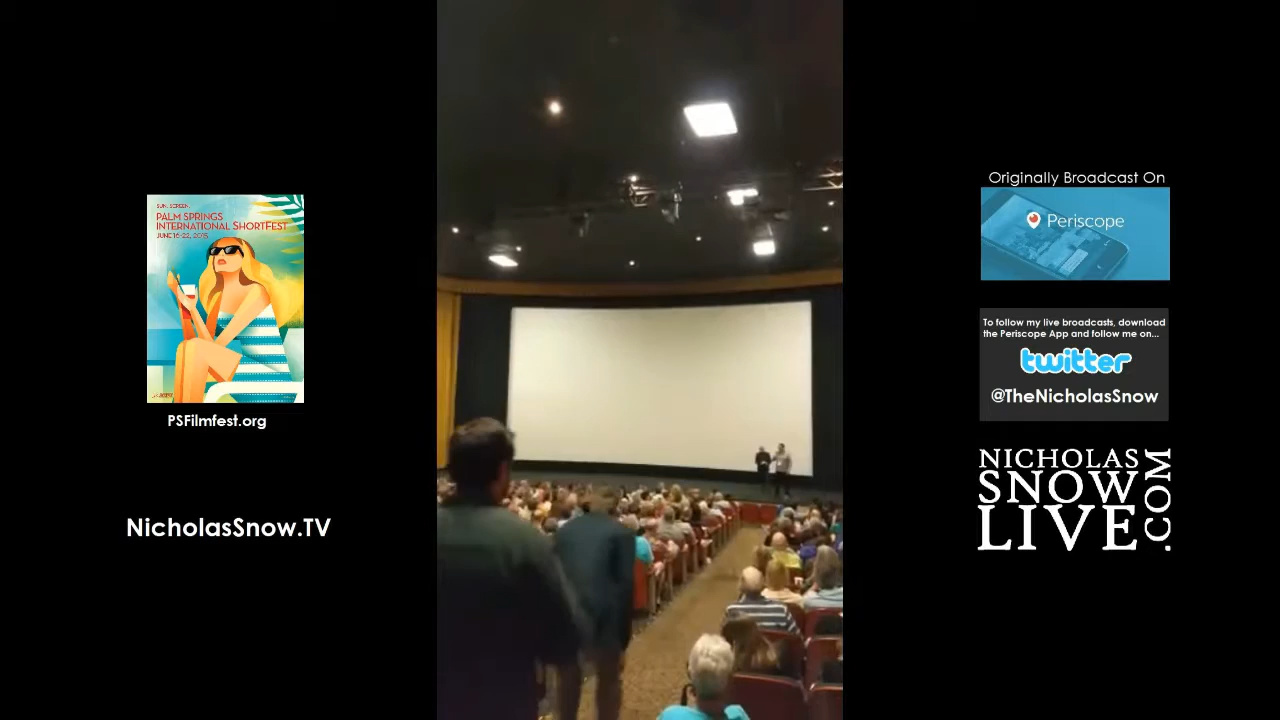 SUN. SCREEN.
PALM SPRINGS
INTERNATIONAL SHORTFEST
JUNE 16-22, 2015
PSFilmfest.org
NicholasSnow.TV
Originally Broadcast On
Periscope
To follow my live broadcasts, download
the Periscope App and follow me on...
twitter
@TheNicholasSnow
NICHOLAS
SNOW
LIVE
.COM